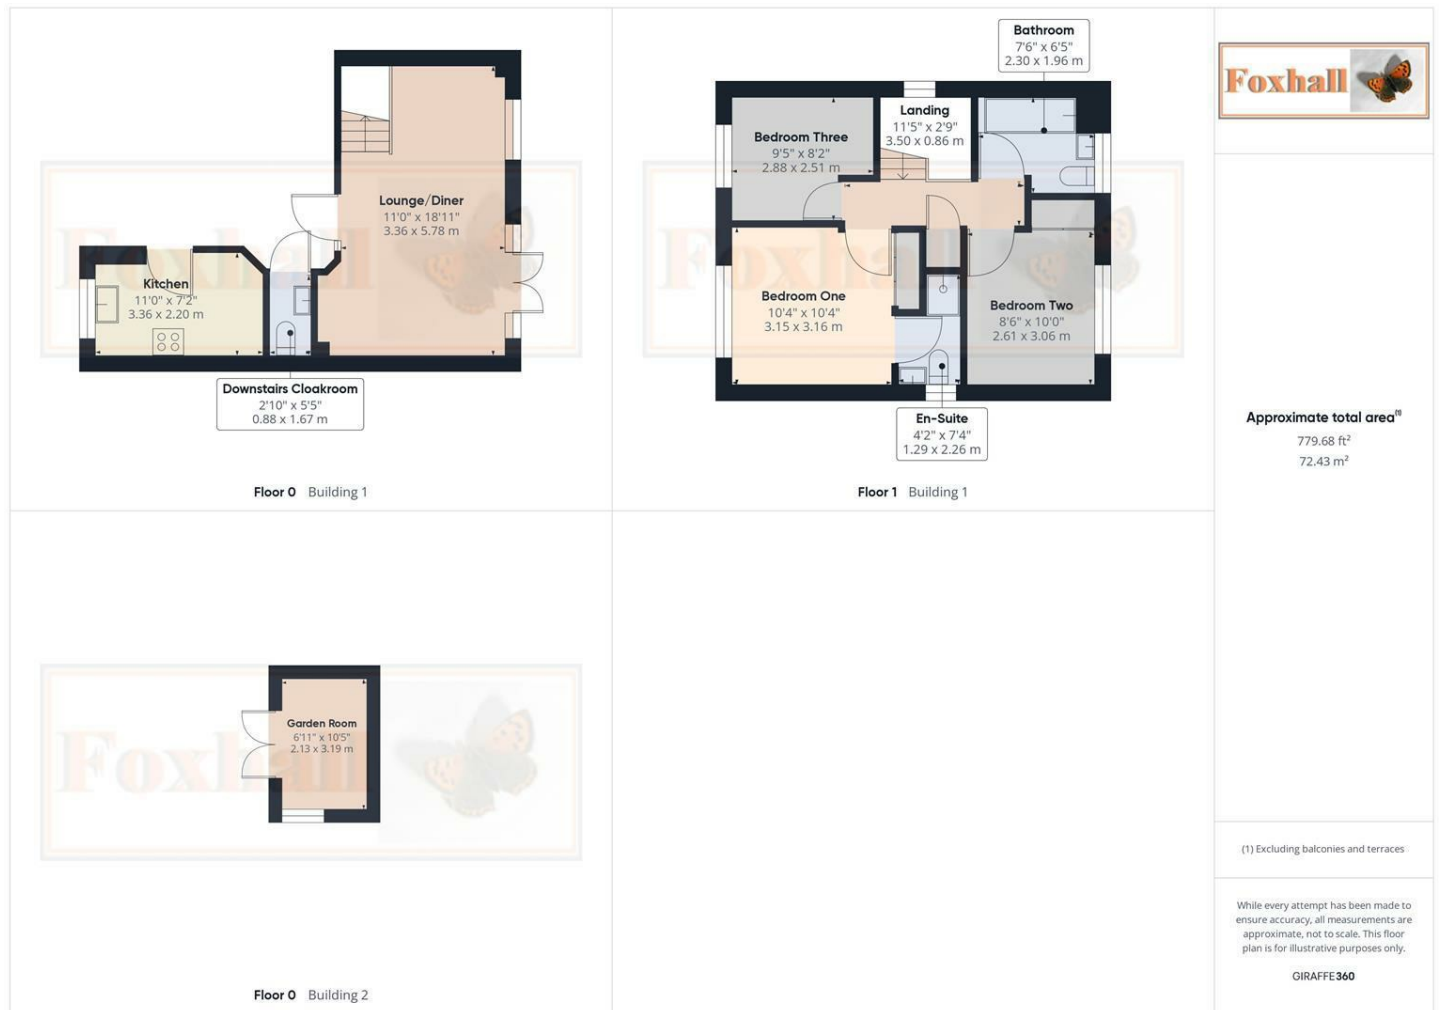 Lounge/Diner
11'0" x 18'11"
3.36 x 5.78 m
Kitchen
11'0" x 7'2"
3.36 x 2.20 m
Downstairs Cloakroom
2'10" x 5'5"
0.88 x 1.67 m
Floor 0 Building 1
Bathroom
7'6" x 6'5"
2.30 x 1.96 m
Landing
11'5" x 2'9"
3.50 x 0.86 m
Bedroom Three
9'5" x 8'2"
2.88 x 2.51 m
Bedroom One
10'4" x 10'4"
3.15 x 3.16 m
Bedroom Two
8'6" x 10'0"
2.61 x 3.06 m
En-Suite
4'2" x 7'4"
1.29 x 2.26 m
Floor 1 Building 1
Foxhall
Garden Room
6'11" x 10'5"
2.13 x 3.19 m
Foxhall
Floor 0 Building 2
Foxhall
Approximate total area(1)
779.68 ft²
72.43 m²
(1) Excluding balconies and terraces
While every attempt has been made to
ensure accuracy, all measurements are
approximate, not to scale. This floor
plan is for illustrative purposes only.
GIRAFFE360